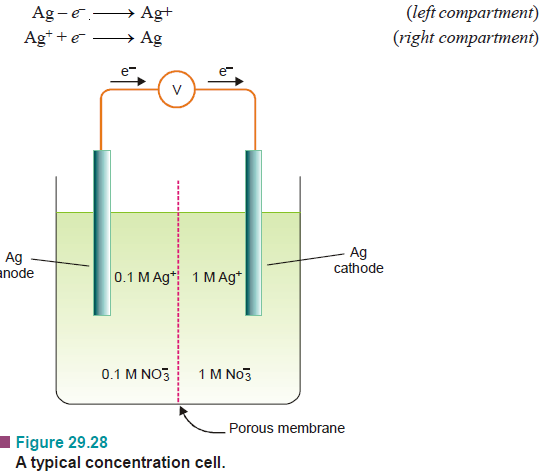 Ag – e⁻ ⟶ Ag+ (left compartment)
Ag⁺ + e⁻ ⟶ Ag (right compartment)
e⁻ e⁻
V
Ag
anode
Ag
cathode
0.1 M Ag⁺ 1 M Ag⁺
0.1 M NO₃⁻ 1 M No₃⁻
Porous membrane
Figure 29.28
A typical concentration cell.